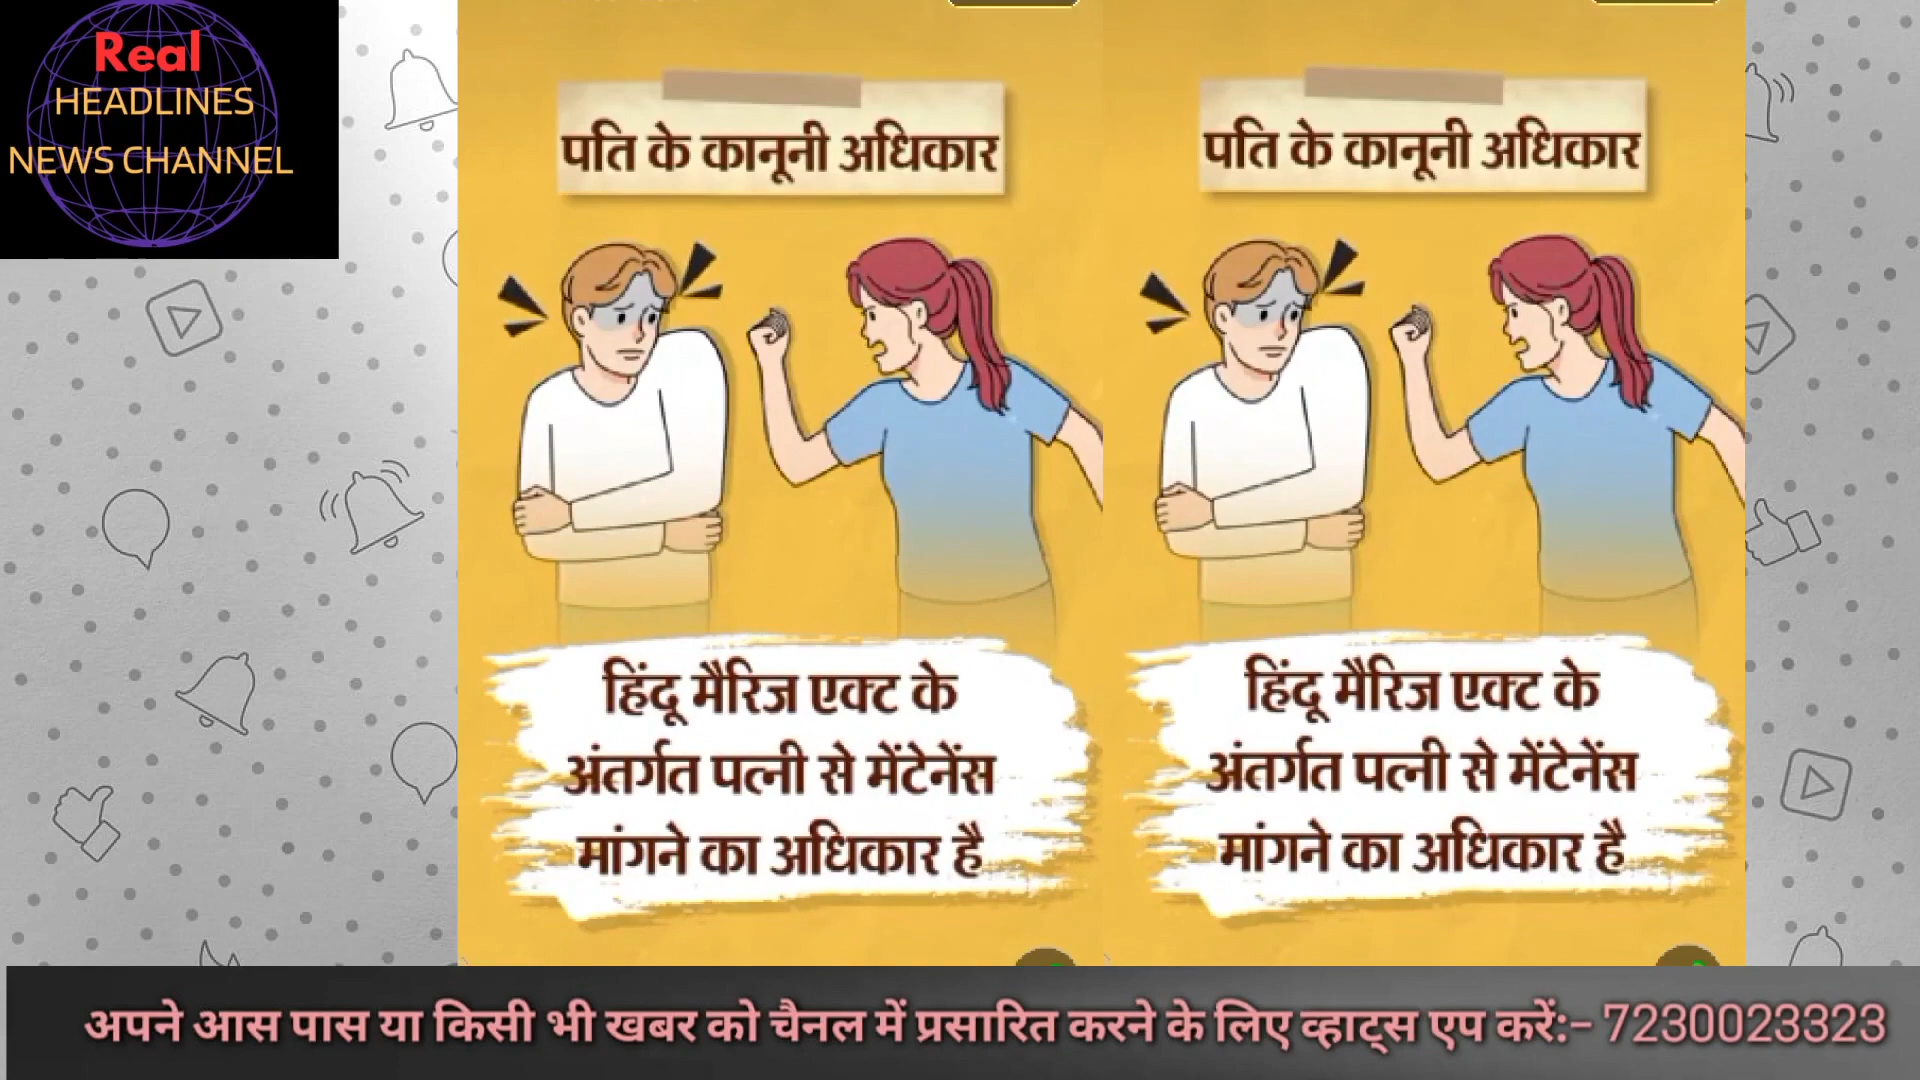 Real
HEADLINES
NEWS CHANNEL
पति के कानूनी अधिकार
हिंदू मैरिज एक्ट के
अंतर्गत पत्नी से मेंटेनेंस
मांगने का अधिकार है
पति के कानूनी अधिकार
हिंदू मैरिज एक्ट के
अंतर्गत पत्नी से मेंटेनेंस
मांगने का अधिकार है
अपने आस पास या किसी भी खबर को चैनल में प्रसारित करने के लिए व्हाट्स एप करें:- 7230023323